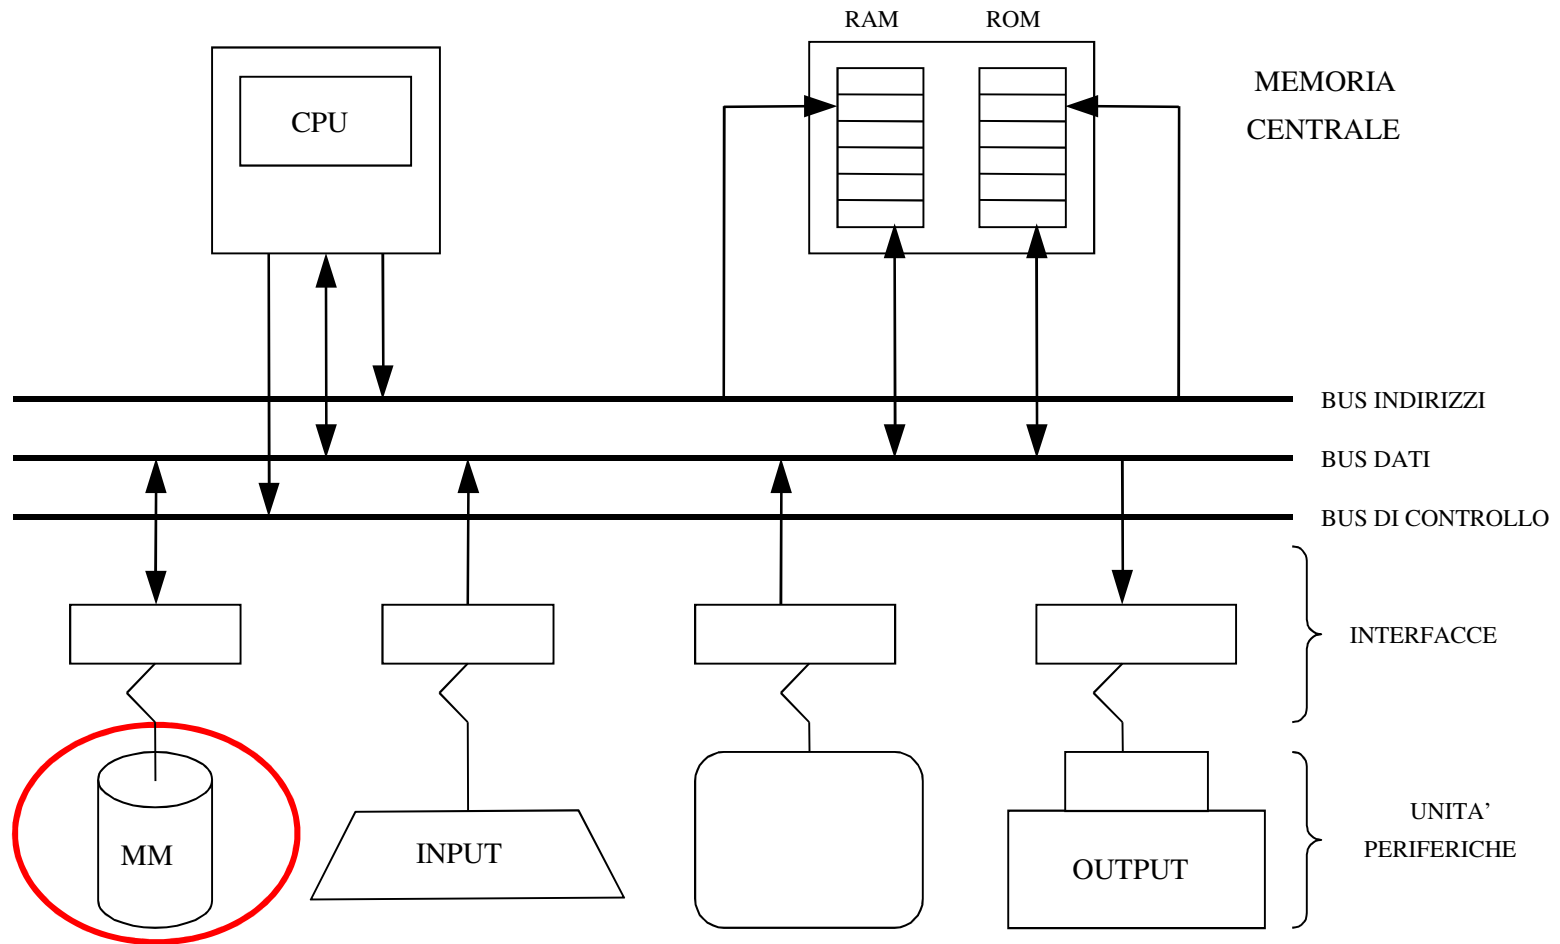 RAM
ROM
CPU
MEMORIA
CENTRALE
BUS INDIRIZZI
BUS DATI
BUS DI CONTROLLO
INTERFACCE
MM
INPUT
OUTPUT
UNITA’
PERIFERICHE